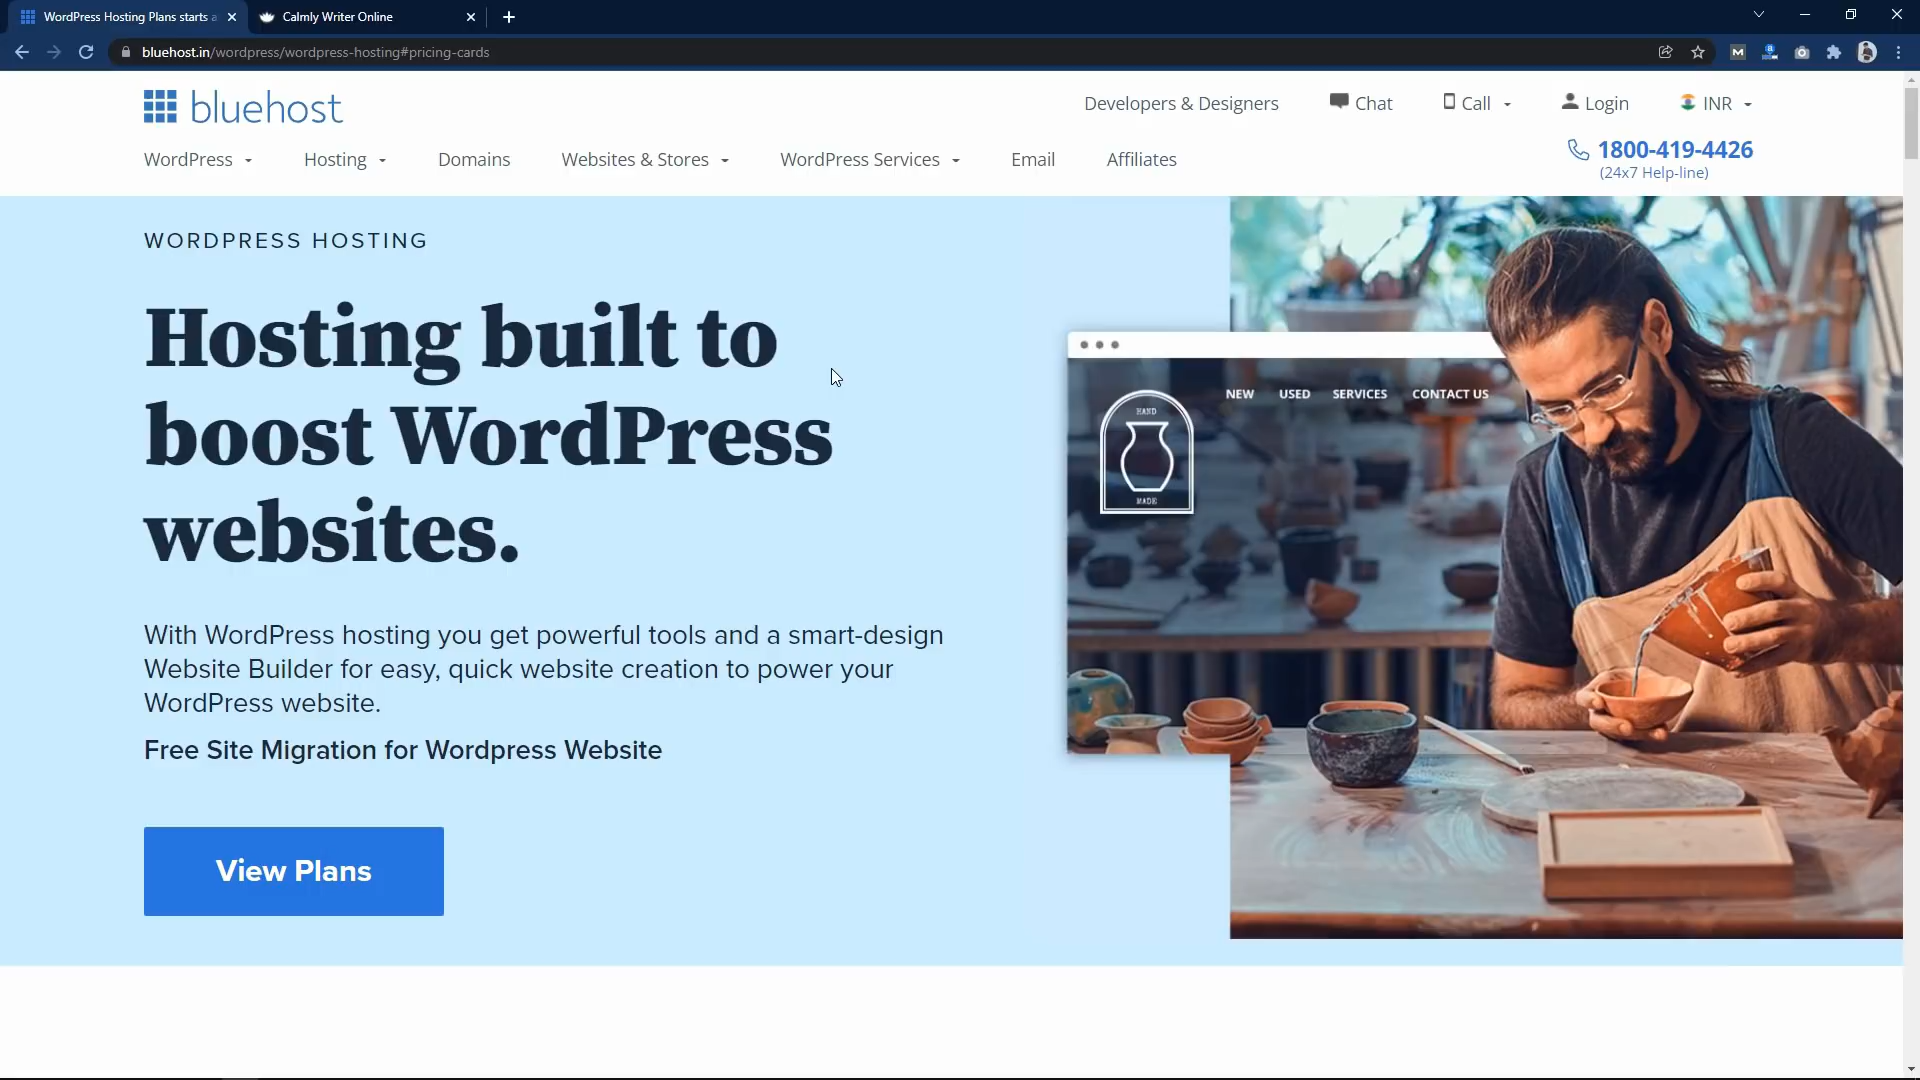 WordPress Hosting Plans starts a
Calmly Writer Online
bluehost.in/wordpress/wordpress-hosting#pricing-cards
M
bluehost
Developers & Designers
Chat
Call
Login
INR
WordPress
Hosting
Domains
Websites & Stores
WordPress Services
Email
Affiliates
1800-419-4426
(24x7 Help-line)
WORDPRESS HOSTING
Hosting built to
boost WordPress
websites.
With WordPress hosting you get powerful tools and a smart-design
Website Builder for easy, quick website creation to power your
WordPress website.
Free Site Migration for Wordpress Website
View Plans
NEW USED SERVICES CONTACT US
HAND
MADE